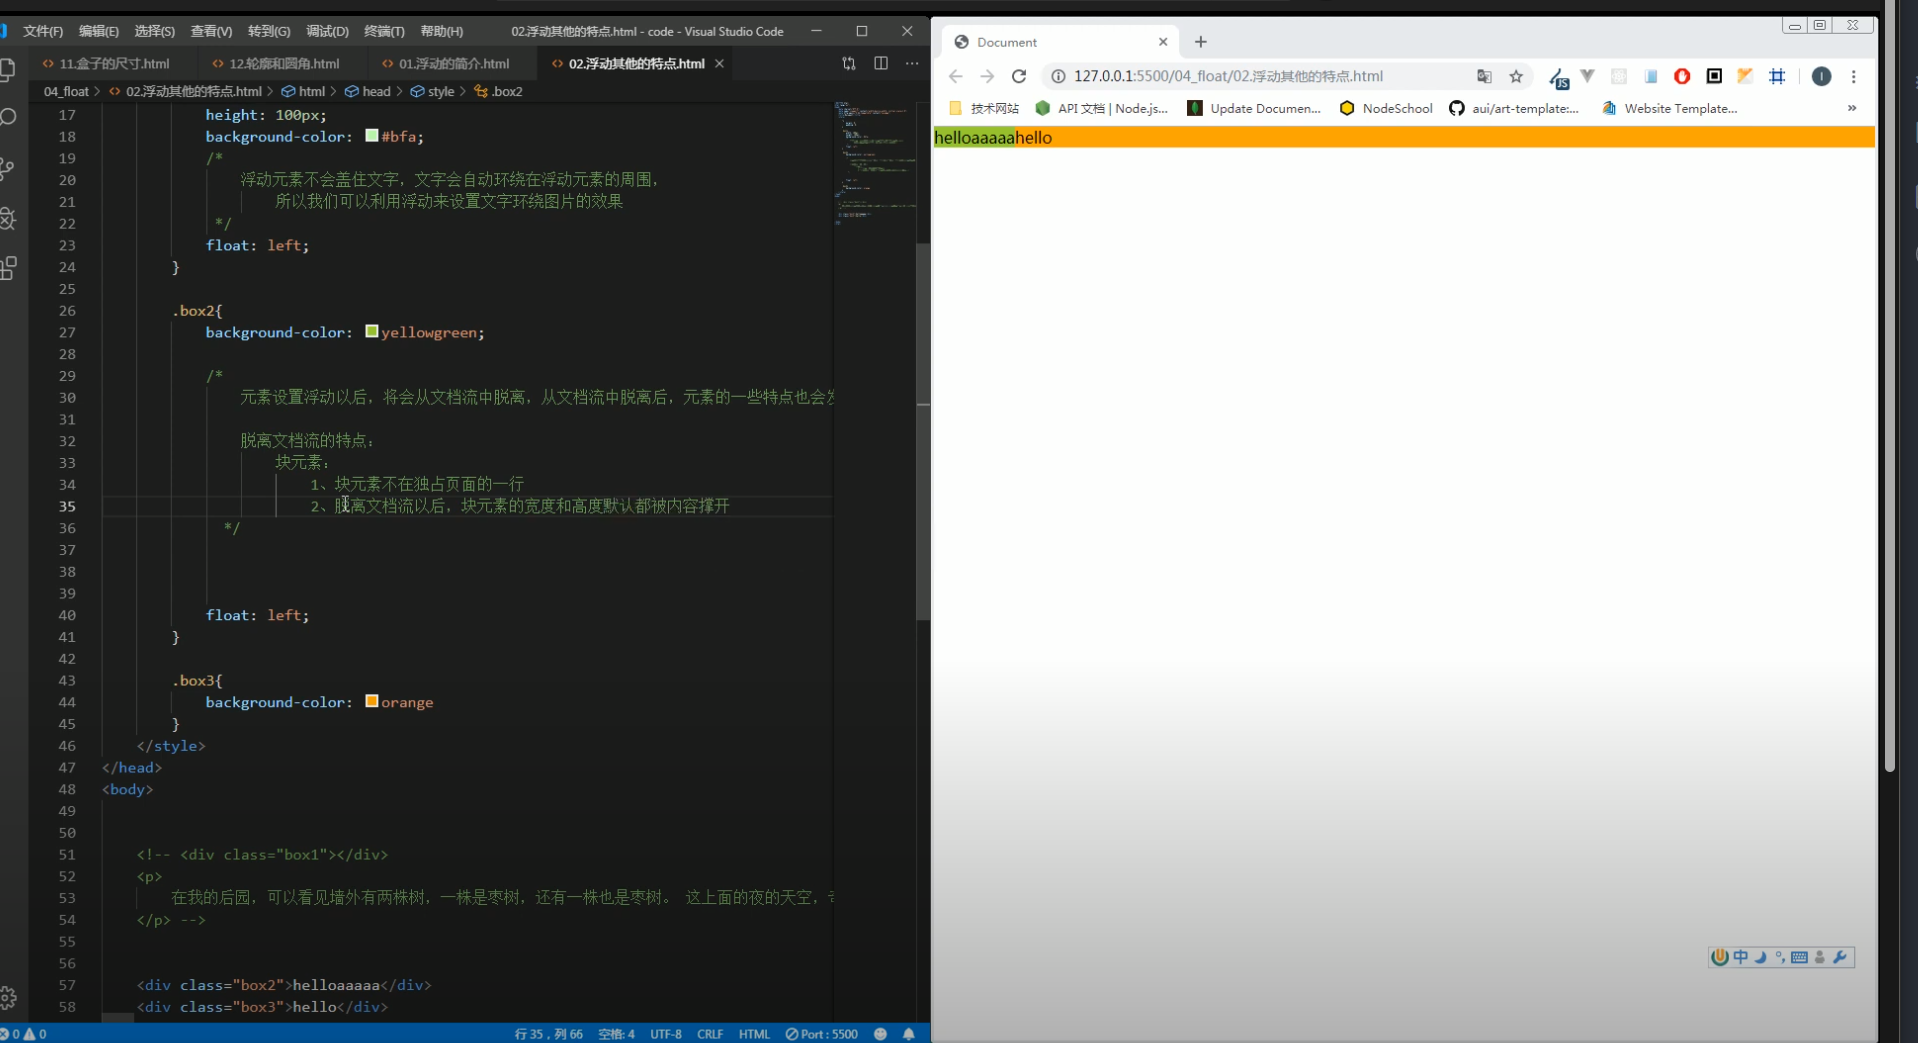 文件(F) 编辑(E) 选择(S) 查看(V) 转到(G) 调试(D) 终端(T) 帮助(H) 02.浮动其他的特点.html - code - Visual Studio Code
11.盒子的尺寸.html 12.轮廓和圆角.html 01.浮动的简介.html 02.浮动其他的特点.html
04_float > 02.浮动其他的特点.html > html > head > style > .box2
17 height: 100px;
18 background-color: #bfa;
19 /*
20 浮动元素不会盖住文字，文字会自动环绕在浮动元素的周围，
21 所以我们可以利用浮动来设置文字环绕图片的效果
22 */
23 float: left;
24 }
25
26 .box2{
27 background-color: yellowgreen;
28
29 /*
30 元素设置浮动以后，将会从文档流中脱离，从文档流中脱离后，元素的一些特点也会
31
32 脱离文档流的特点：
33 块元素：
34 1、块元素不在独占页面的一行
35 2、脱离文档流以后，块元素的宽度和高度默认都被内容撑开
36 */
37
38
39
40 float: left;
41 }
42
43 .box3{
44 background-color: orange
45 }
46 </style>
47 </head>
48 <body>
49
50
51 <!-- <div class="box1"></div>
52 <p>
53 在我的后园，可以看见墙外有两株树，一株是枣树，还有一株也是枣树。 这上面的夜的天空，
54 </p> -->
55
56
57 <div class="box2">helloaaaaa</div>
58 <div class="box3">hello</div>
0 0 行 35，列 66 空格: 4 UTF-8 CRLF HTML Port : 5500
Document
127.0.0.1:5500/04_float/02.浮动其他的特点.html
JS
I
技术网站 API 文档 | Node.js... Update Documen... NodeSchool aui/art-template:... Website Template... »
helloaaaaahello
中